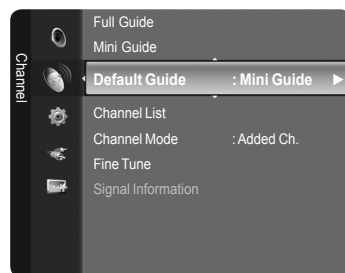 Channel
Full Guide
Mini Guide
Default Guide : Mini Guide ►
Channel List
Channel Mode : Added Ch.
Fine Tune
Signal Information